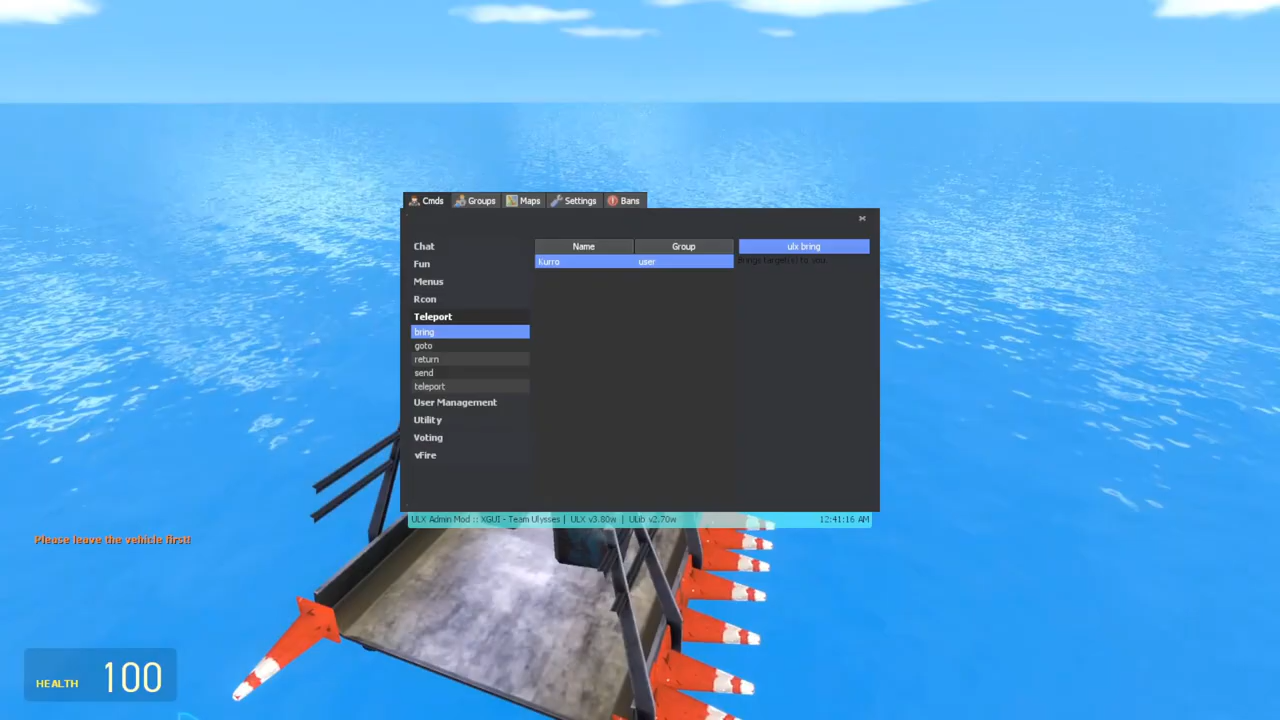 Cmds Groups Maps Settings Bans
Chat
Fun
Menus
Rcon
Teleport
bring
goto
return
send
teleport
User Management
Utility
Voting
vFire
Name Group
Kurro user
ulx bring
Brings target(s) to you.
ULX Admin Mod :: XGUI - Team Ulysses | ULX v3.80w | ULib v2.70w 12:41:16 AM
Please leave the vehicle first!
HEALTH 100